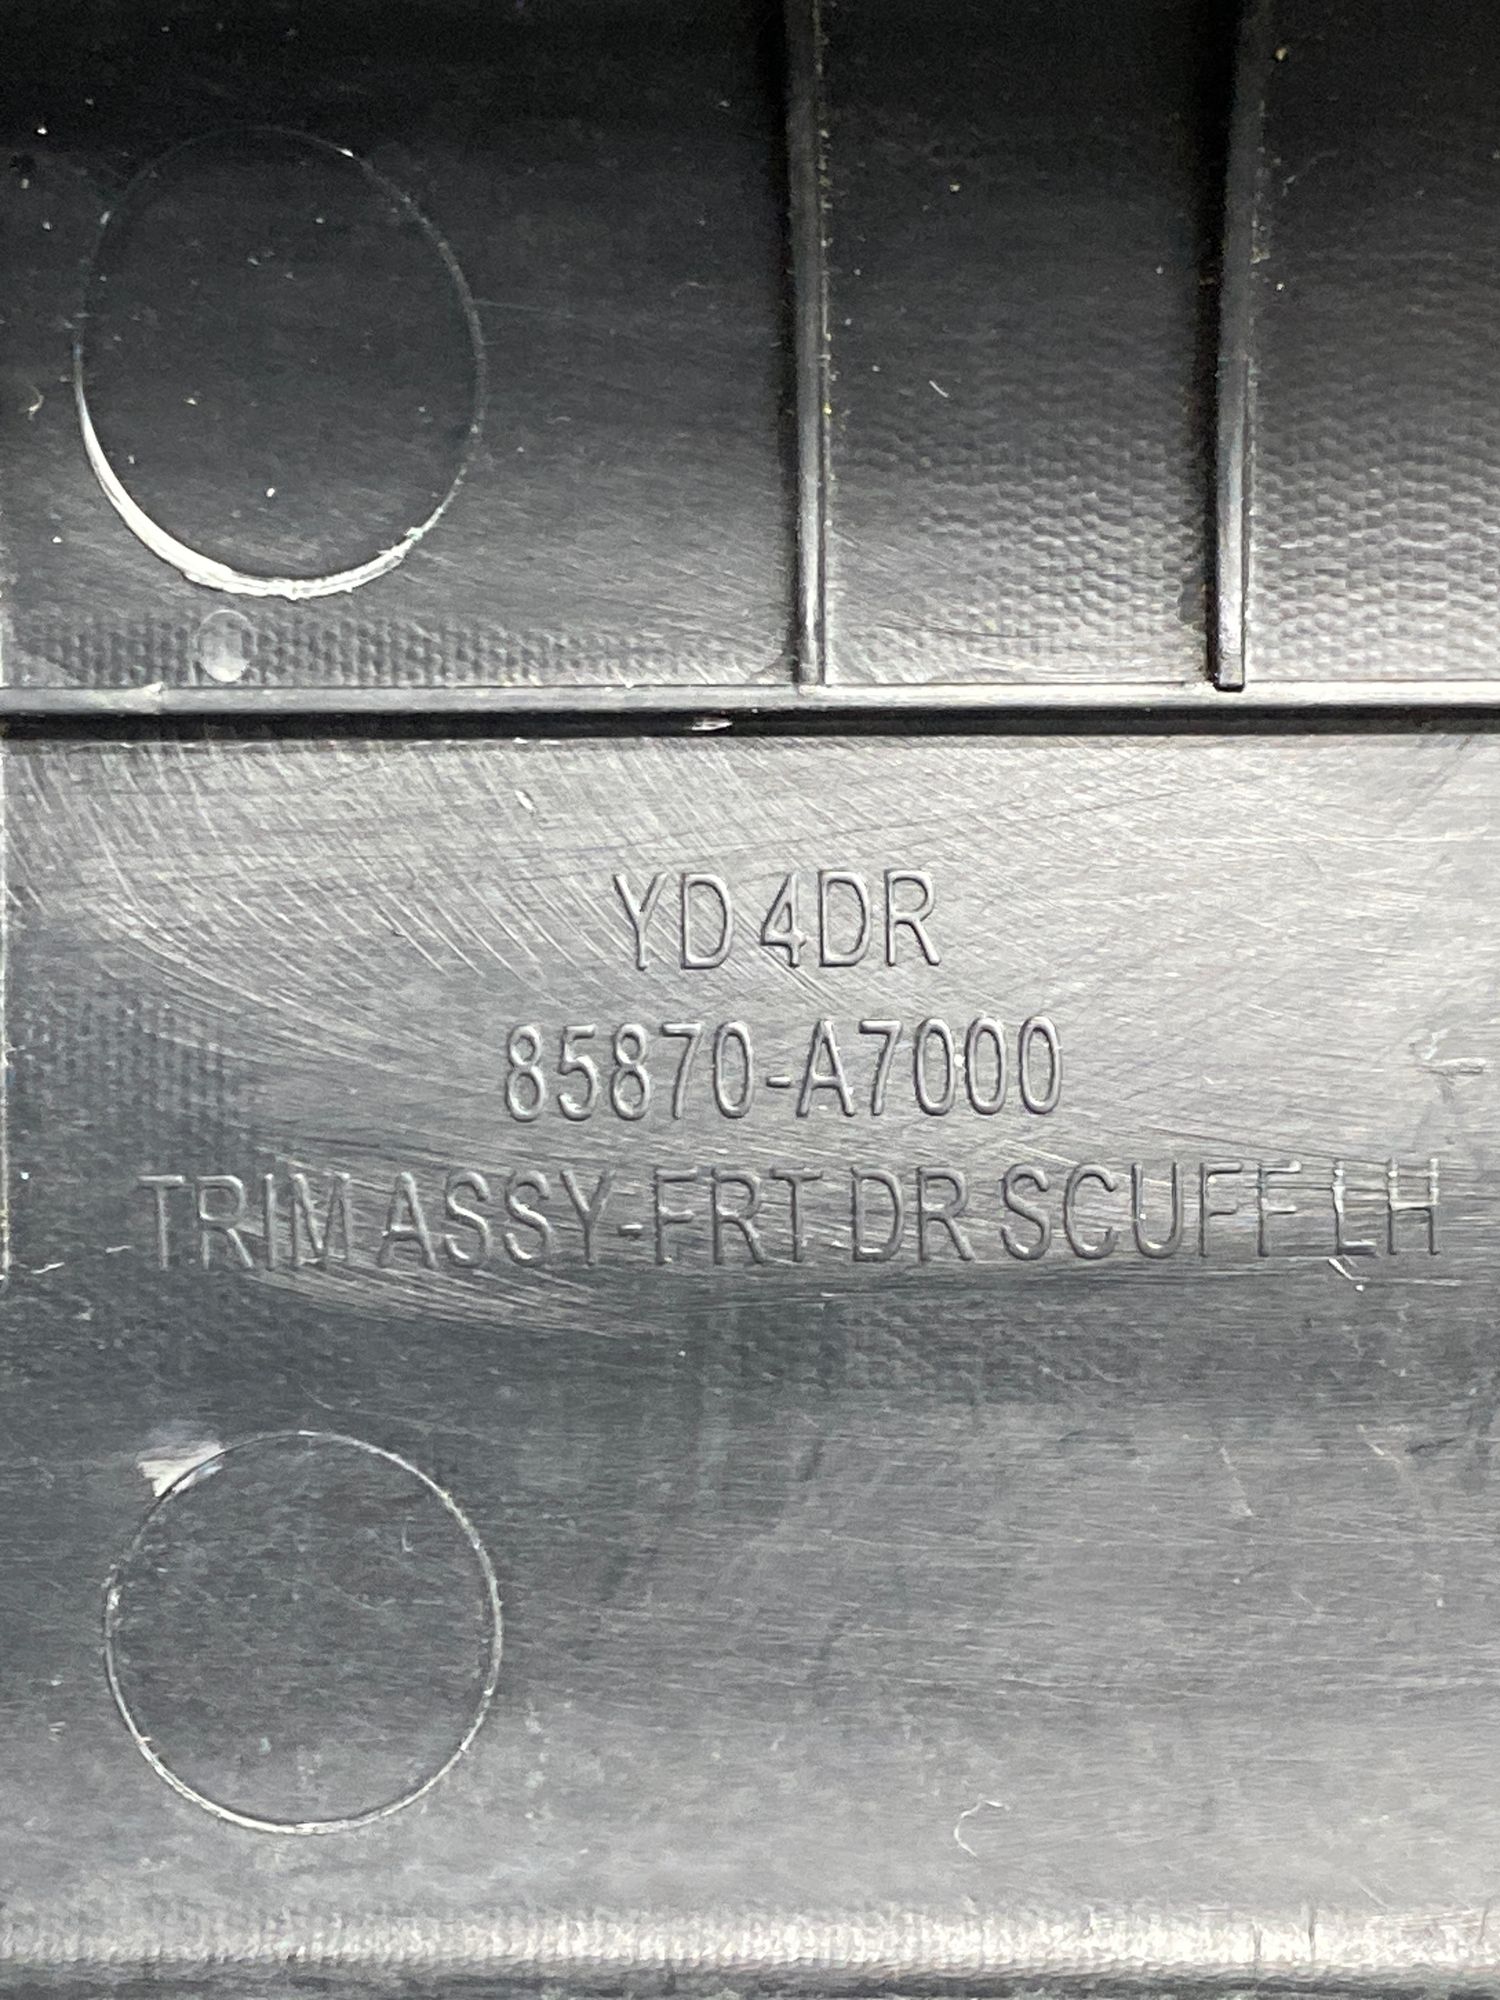 YD 4DR
85870-A7000
TRIM ASSY-FRT DR SCUFF LH